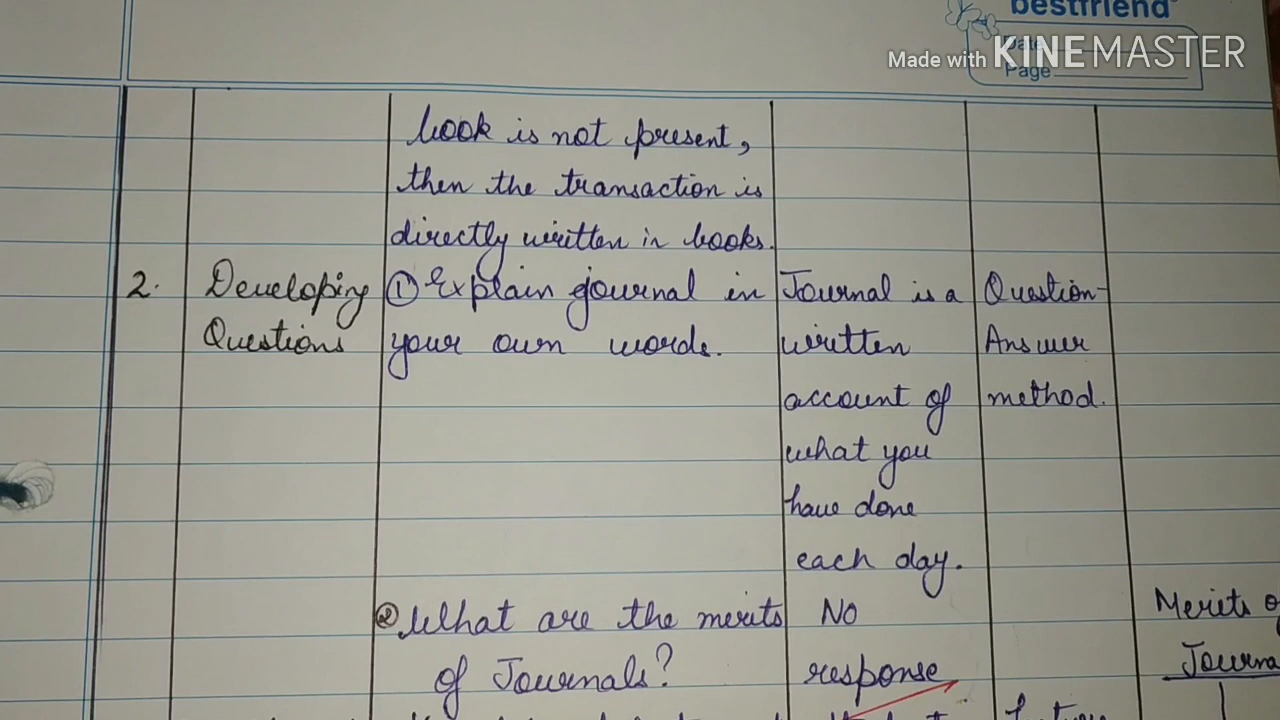 bestfriend
Date
Page
Made with KINEMASTER
book is not present,
then the transaction is
directly written in books.
2. Developing Questions
① Explain journal in
your own words.
Journal is a
written
account of
what you
have done
each day.
Question-
Answer
method.
② What are the merits
of Journals?
No
response
Merits o
Journa